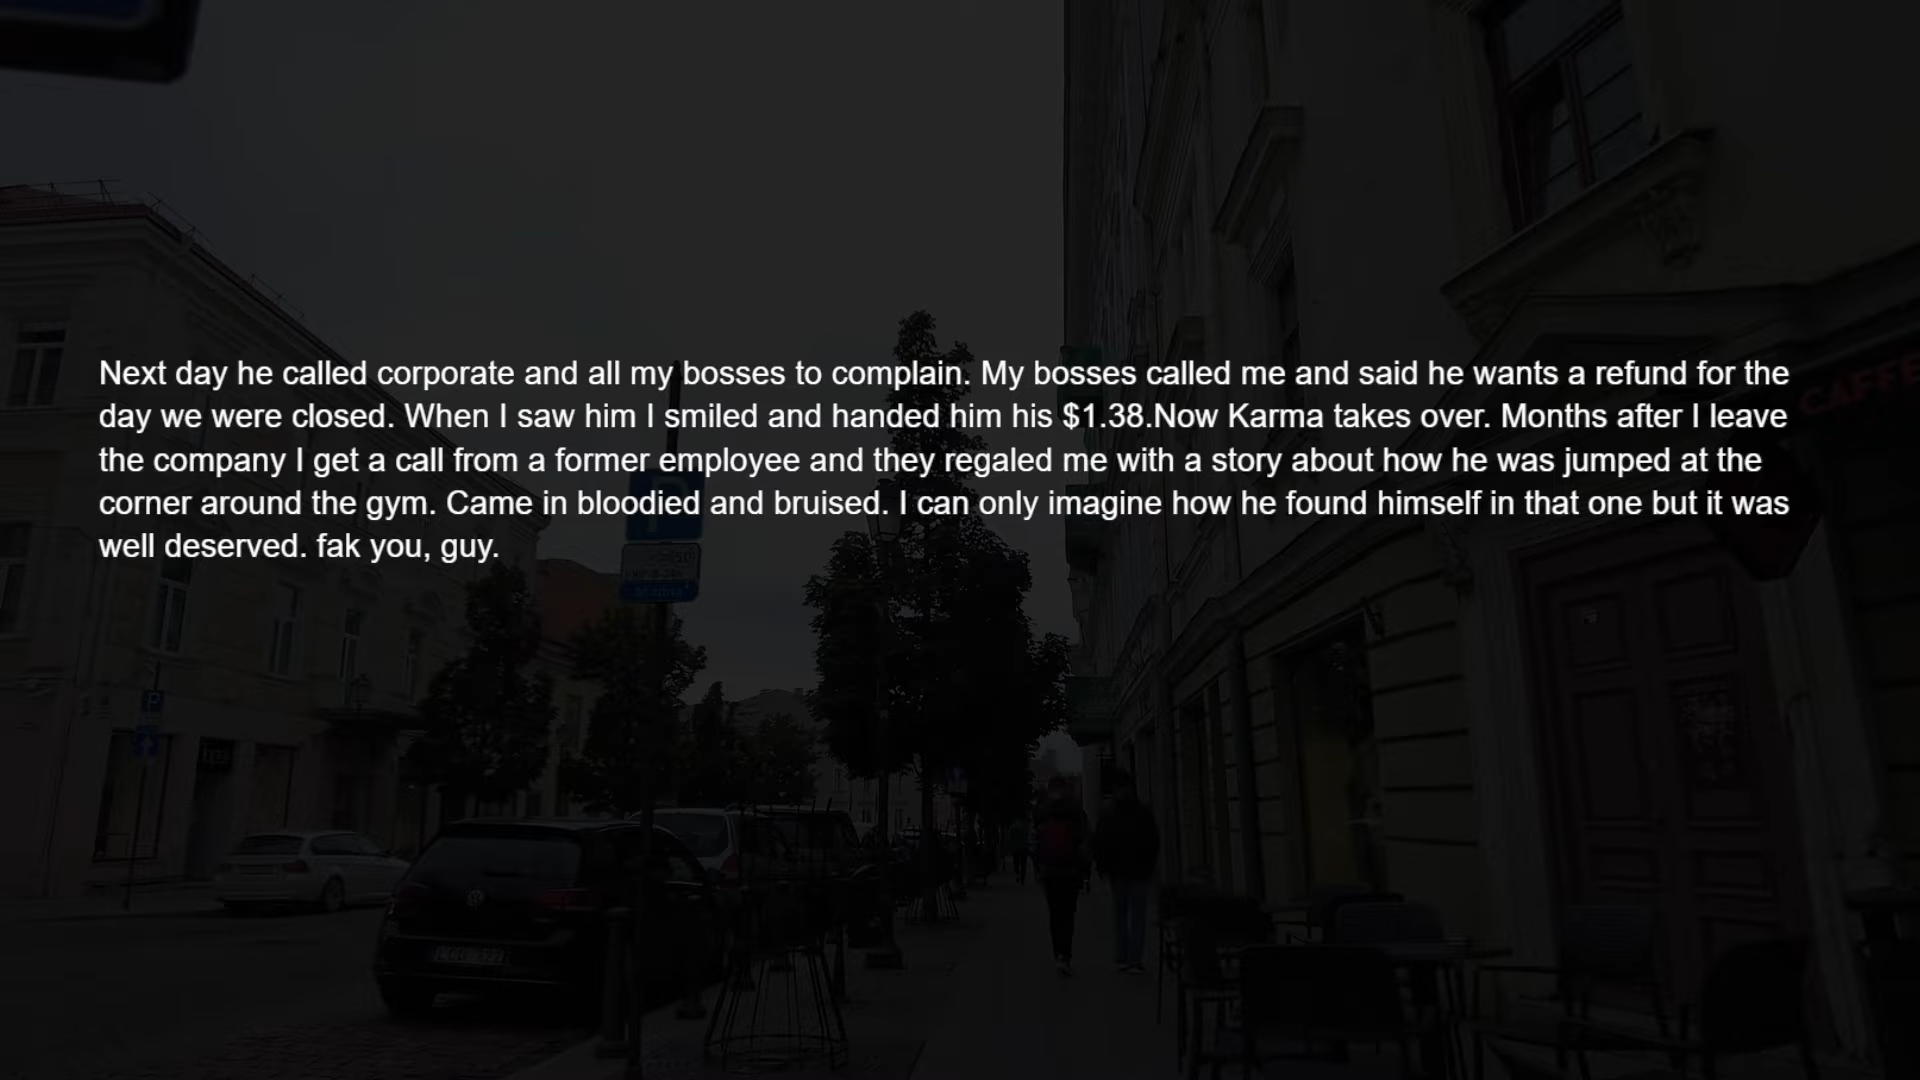 Next day he called corporate and all my bosses to complain. My bosses called me and said he wants a refund for the
day we were closed. When I saw him I smiled and handed him his $1.38.Now Karma takes over. Months after I leave
the company I get a call from a former employee and they regaled me with a story about how he was jumped at the
corner around the gym. Came in bloodied and bruised. I can only imagine how he found himself in that one but it was
well deserved. fak you, guy.
CAFFE
P
P